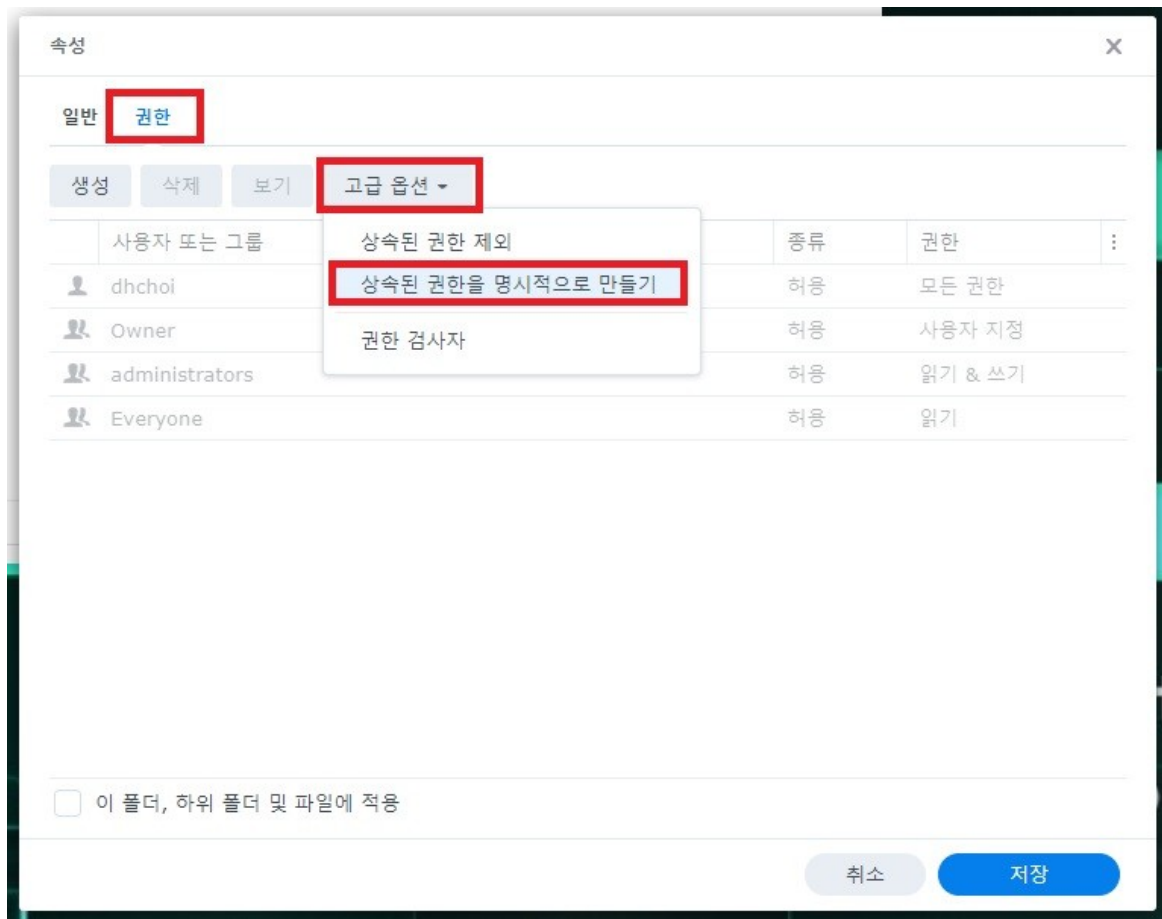 속성
일반 권한
생성 삭제 보기 고급 옵션
사용자 또는 그룹 상속된 권한 제외 종류 권한
dhchoi 상속된 권한을 명시적으로 만들기 허용 모든 권한
Owner 권한 검사자 허용 사용자 지정
administrators 허용 읽기 & 쓰기
Everyone 허용 읽기
이 폴더, 하위 폴더 및 파일에 적용
취소 저장